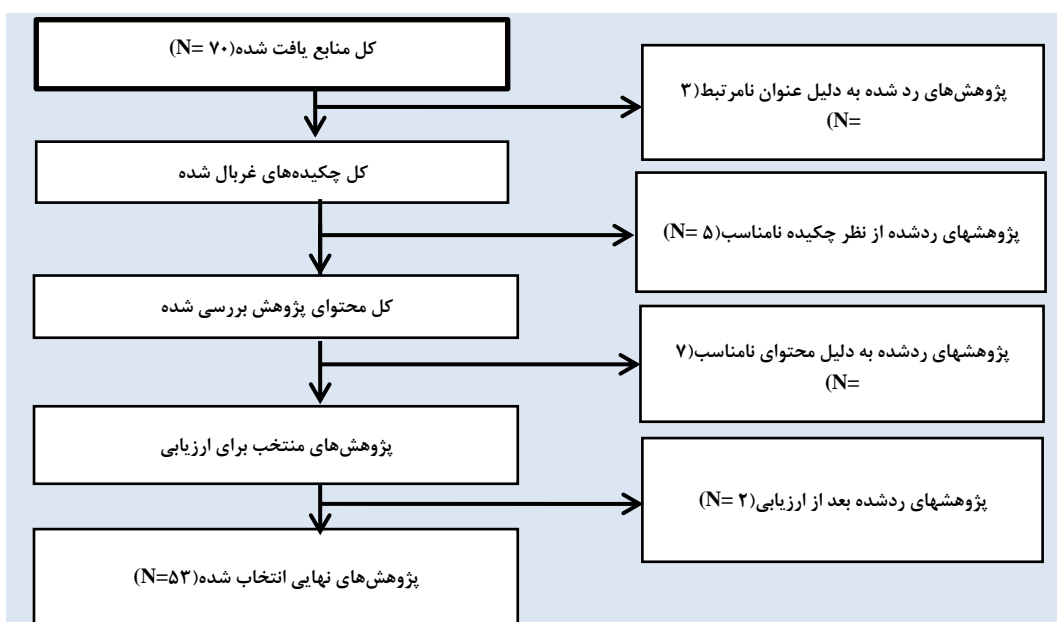 کل منابع یافت شده(N= ۷۰)
پژوهش‌های رد شده به دلیل عنوان نامرتبط(۳
N=)
کل چکیده‌های غربال شده
پژوهشهای ردشده از نظر چکیده نامناسب(N= ۵)
کل محتوای پژوهش بررسی شده
پژوهشهای ردشده به دلیل محتوای نامناسب(۷
N=)
پژوهش‌های منتخب برای ارزیابی
پژوهشهای ردشده بعد از ارزیابی(N= ۲)
پژوهش‌های نهایی انتخاب شده(N=۵۳)